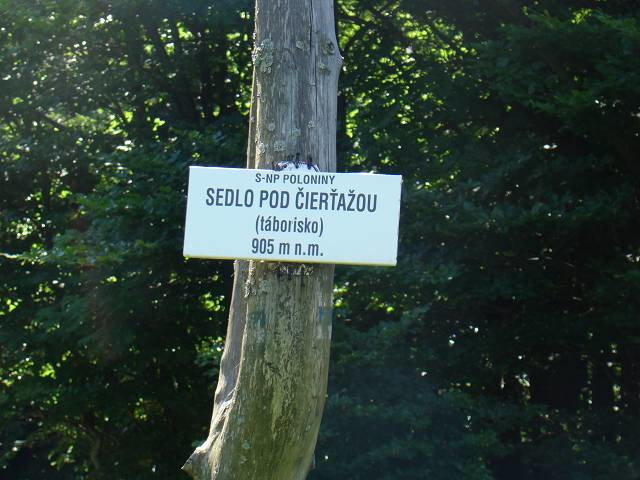 S-NP POLONINY
SEDLO POD ČIERŤAŽOU
(táborisko)
905 m n.m.